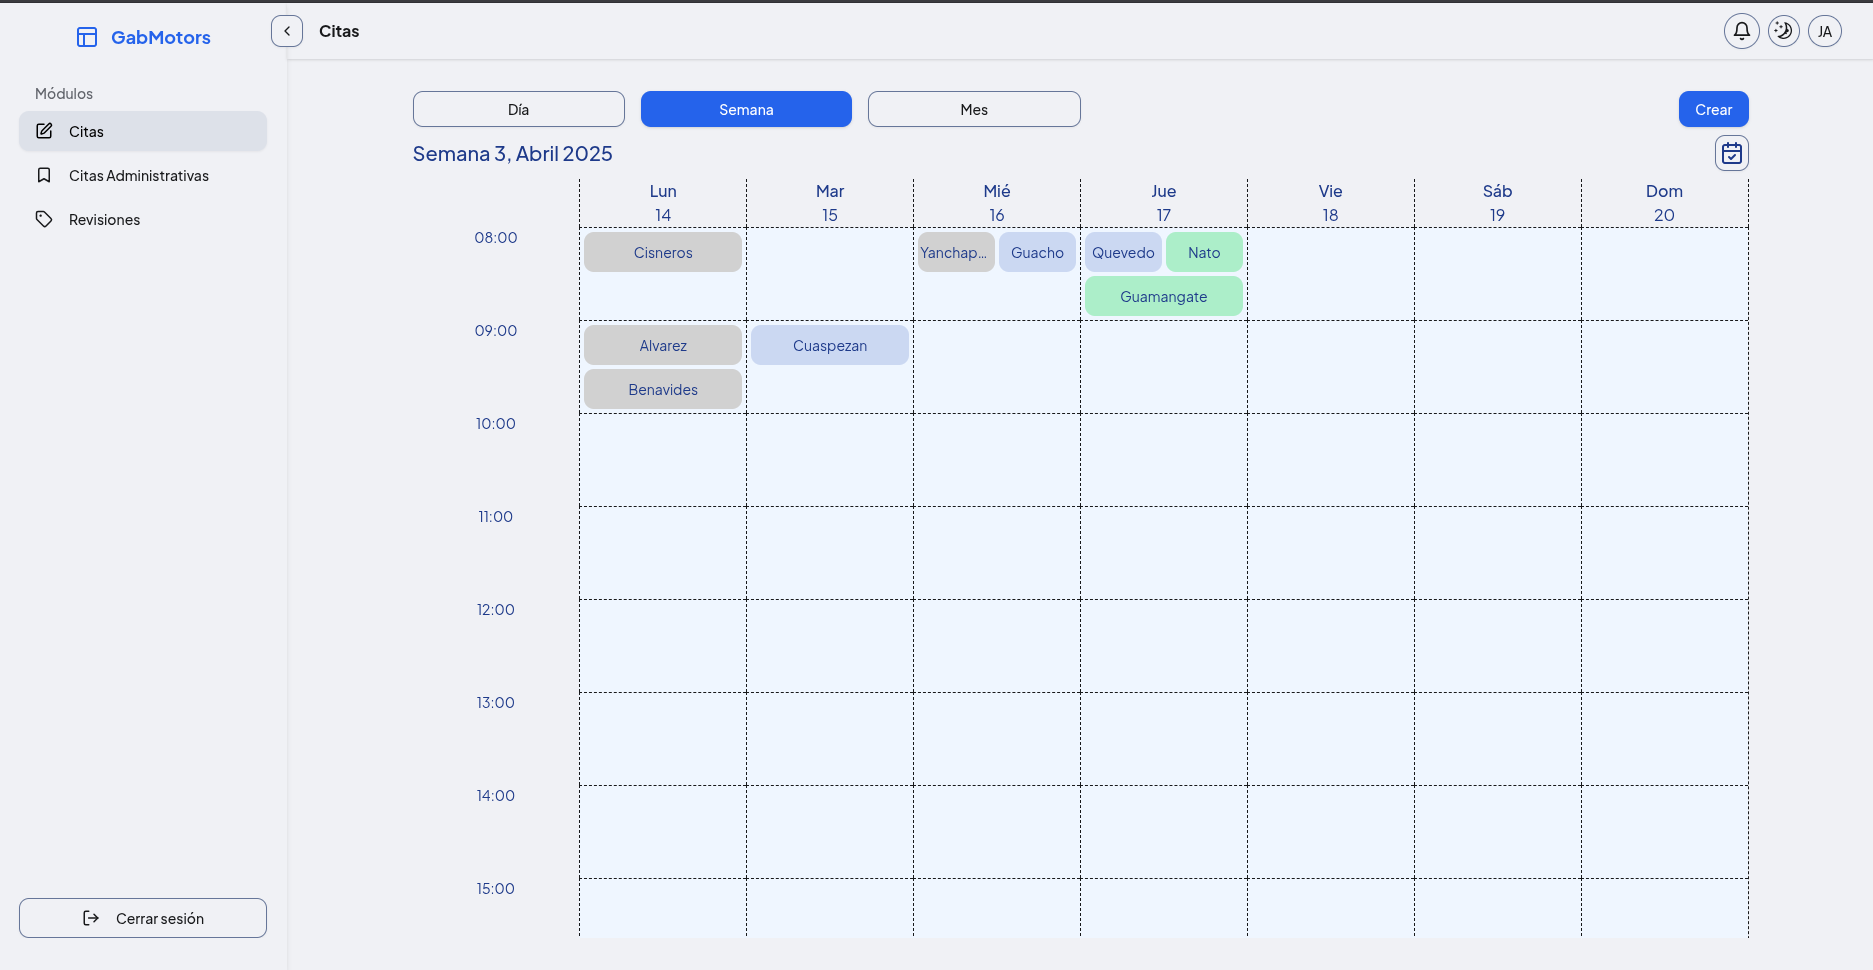 GabMotors
Citas
JA
Módulos
Citas
Citas Administrativas
Revisiones
Cerrar sesión
Día
Semana
Mes
Crear
Semana 3, Abril 2025
Lun Mar Mié Jue Vie Sáb Dom
14 15 16 17 18 19 20
08:00
Cisneros Yanchap... Guacho Quevedo Nato
Guamangate
09:00
Alvarez Cuaspezan
Benavides
10:00
11:00
12:00
13:00
14:00
15:00